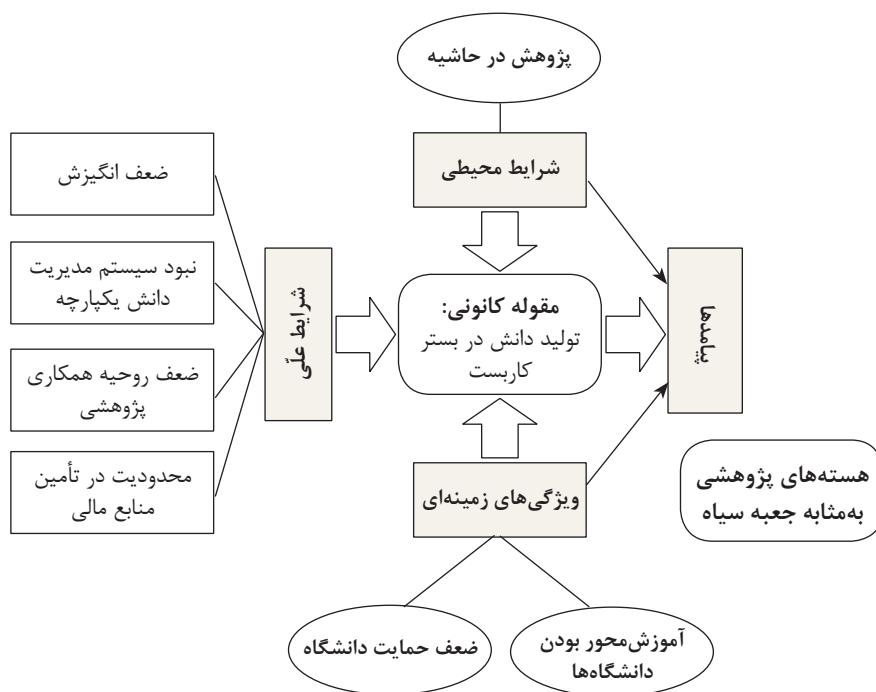 پژوهش در حاشیه
شرایط محیطی
ضعف انگیزش
نبود سیستم مدیریت
دانش یکپارچه
ضعف روحیه همکاری
پژوهشی
محدودیت در تأمین
منابع مالی
شرایط علّی
مقوله کانونی:
تولید دانش در بستر
کاربست
پیامدها
ویژگی‌های زمینه‌ای
هسته‌های پژوهشی
به‌مثابه جعبه سیاه
ضعف حمایت دانشگاه
آموزش‌محور بودن
دانشگاه‌ها